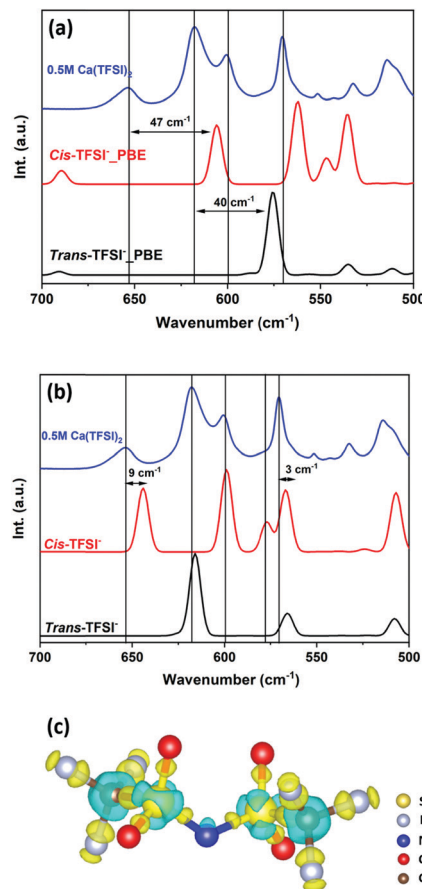 (a)
0.5M Ca(TFSI)₂
47 cm⁻¹
Cis-TFSI⁻_PBE
40 cm⁻¹
Trans-TFSI⁻_PBE
Int. (a.u.)
700 650 600 550 500
Wavenumber (cm⁻¹)
(b)
0.5M Ca(TFSI)₂
9 cm⁻¹ 3 cm⁻¹
Cis-TFSI⁻
Trans-TFSI⁻
Int. (a.u.)
700 650 600 550 500
Wavenumber (cm⁻¹)
(c)